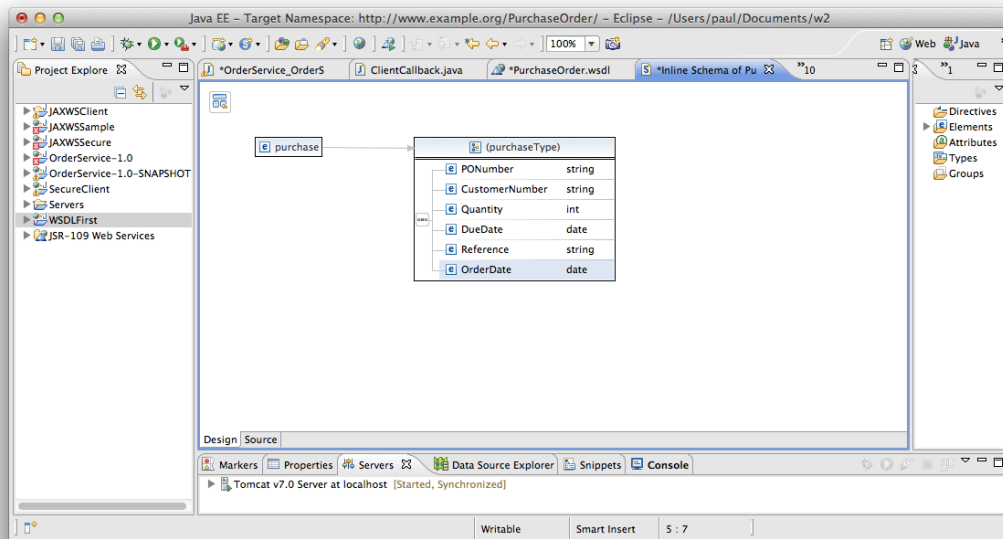 Java EE – Target Namespace: http://www.example.org/PurchaseOrder/ – Eclipse – /Users/paul/Documents/w2
100%
Web
Java
Project Explore
*OrderService_OrderS
ClientCallback.java
*PurchaseOrder.wsdl
*Inline Schema of Pu
»10
»1
JAXWSClient
JAXWSSample
JAXWSSecure
OrderService-1.0
OrderService-1.0-SNAPSHOT
SecureClient
Servers
WSDLFirst
JSR-109 Web Services
e purchase
(purchaseType)
e PONumber string
e CustomerNumber string
e Quantity int
e DueDate date
e Reference string
e OrderDate date
Directives
Elements
Attributes
Types
Groups
Design Source
Markers
Properties
Servers
Data Source Explorer
Snippets
Console
Tomcat v7.0 Server at localhost [Started, Synchronized]
Writable
Smart Insert
5 : 7